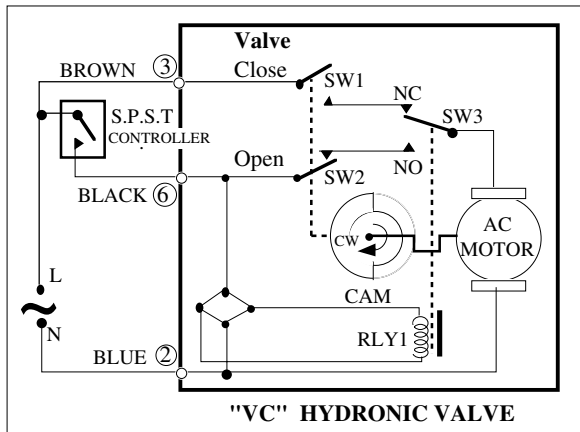 Valve
BROWN ③ Close
SW1
NC
SW3
S.P.S.T
CONTROLLER
Open
SW2
NO
BLACK ⑥
CW
AC
MOTOR
L
CAM
N
RLY1
BLUE ②
"VC" HYDRONIC VALVE